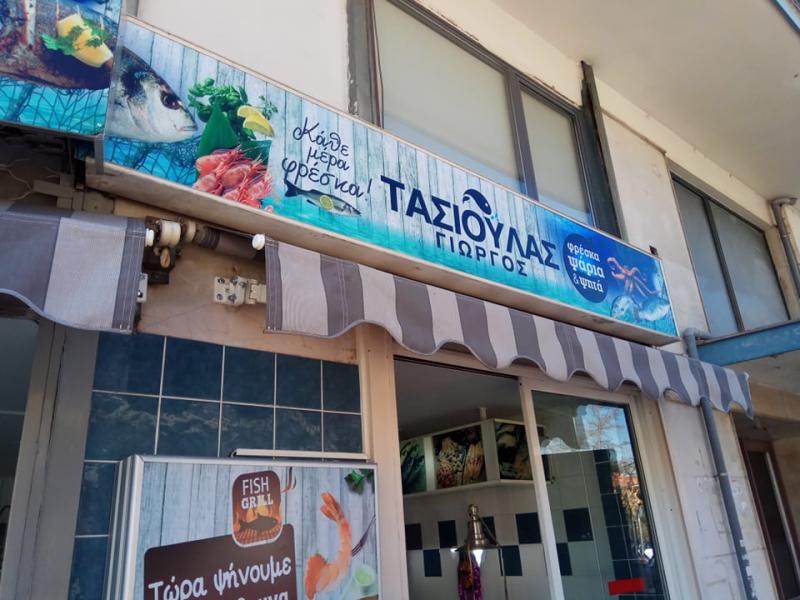 Κάθε
μέρα
φρέσκα!
ΤΑΣΙΟΥΛΑΣ
ΓΙΩΡΓΟΣ
φρέσκα
ψάρια
& ψητά
FISH
GRILL
Τώρα ψήνουμε